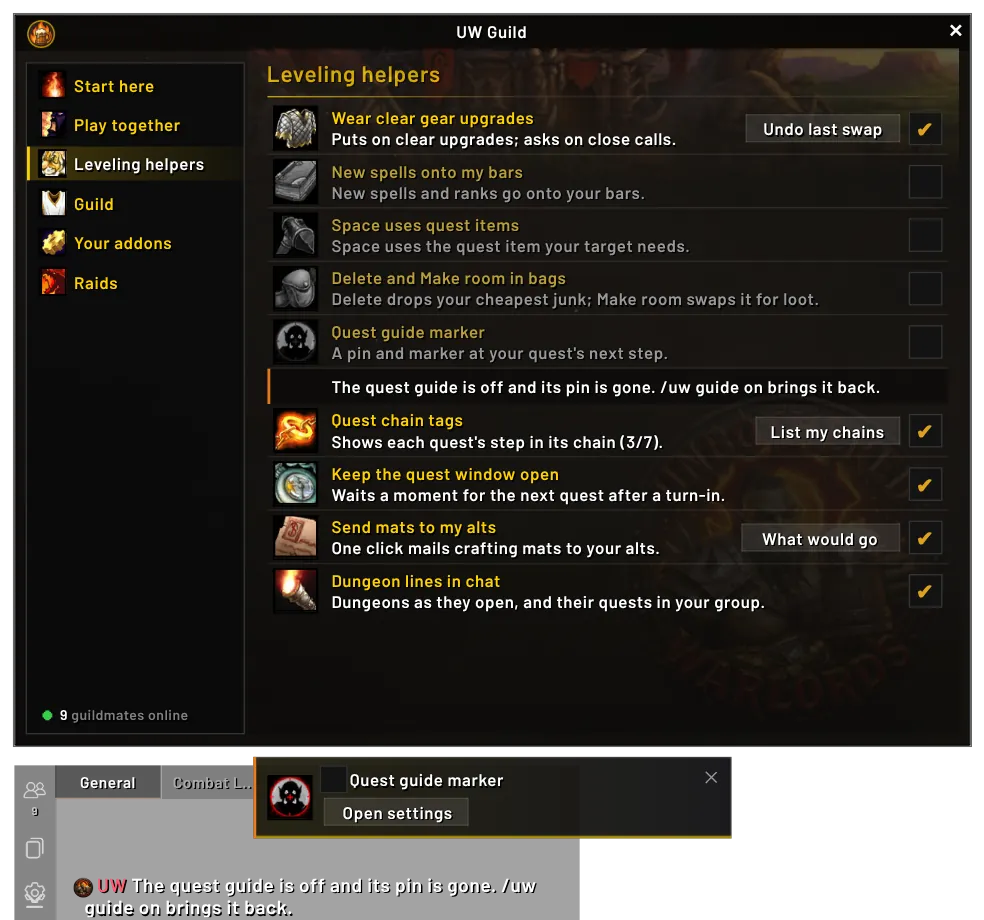 UW Guild
Start here
Play together
Leveling helpers
Guild
Your addons
Raids
9 guildmates online
Leveling helpers
Wear clear gear upgrades
Puts on clear upgrades; asks on close calls.
Undo last swap
New spells onto my bars
New spells and ranks go onto your bars.
Space uses quest items
Space uses the quest item your target needs.
Delete and Make room in bags
Delete drops your cheapest junk; Make room swaps it for loot.
Quest guide marker
A pin and marker at your quest's next step.
The quest guide is off and its pin is gone. /uw guide on brings it back.
Quest chain tags
Shows each quest's step in its chain (3/7).
List my chains
Keep the quest window open
Waits a moment for the next quest after a turn-in.
Send mats to my alts
One click mails crafting mats to your alts.
What would go
Dungeon lines in chat
Dungeons as they open, and their quests in your group.
WARLORDS
9
General
Combat L...
Quest guide marker
Open settings
UW The quest guide is off and its pin is gone. /uw
guide on brings it back.